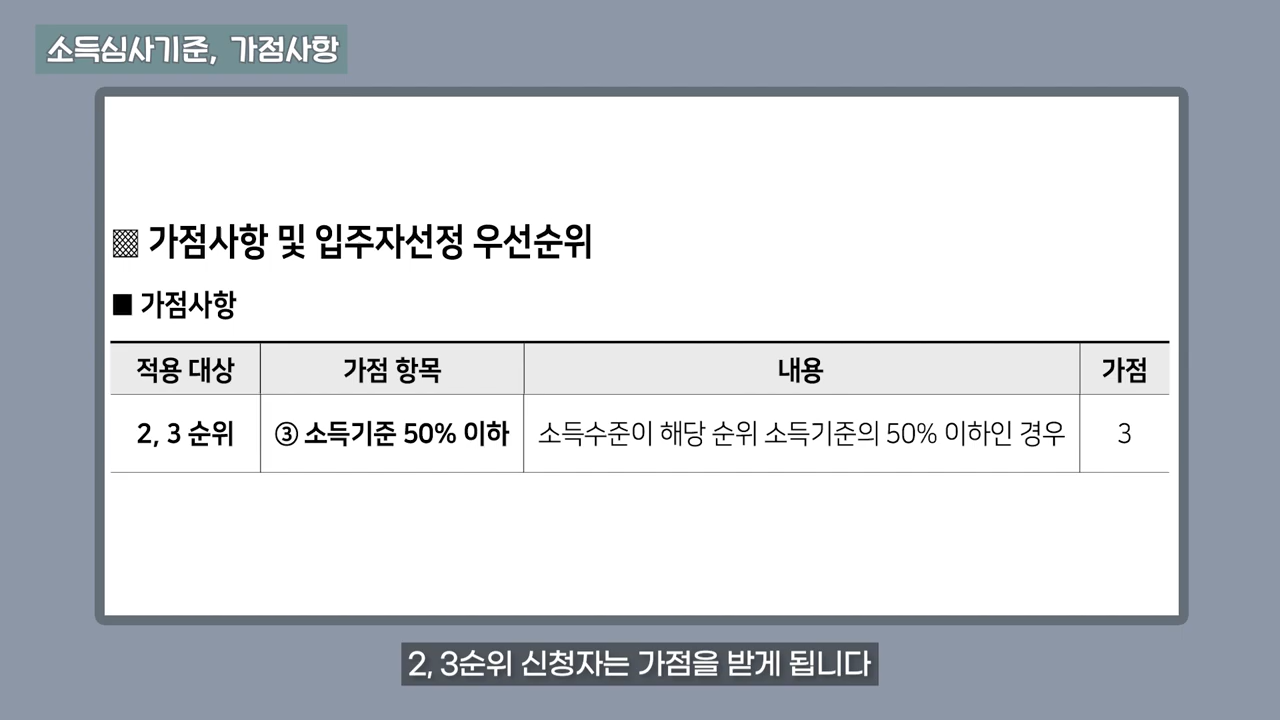 소득심사기준, 가점사항
▩ 가점사항 및 입주자선정 우선순위
■ 가점사항
적용 대상 가점 항목 내용 가점
2, 3 순위 ③ 소득기준 50% 이하 소득수준이 해당 순위 소득기준의 50% 이하인 경우 3
2, 3순위 신청자는 가점을 받게 됩니다